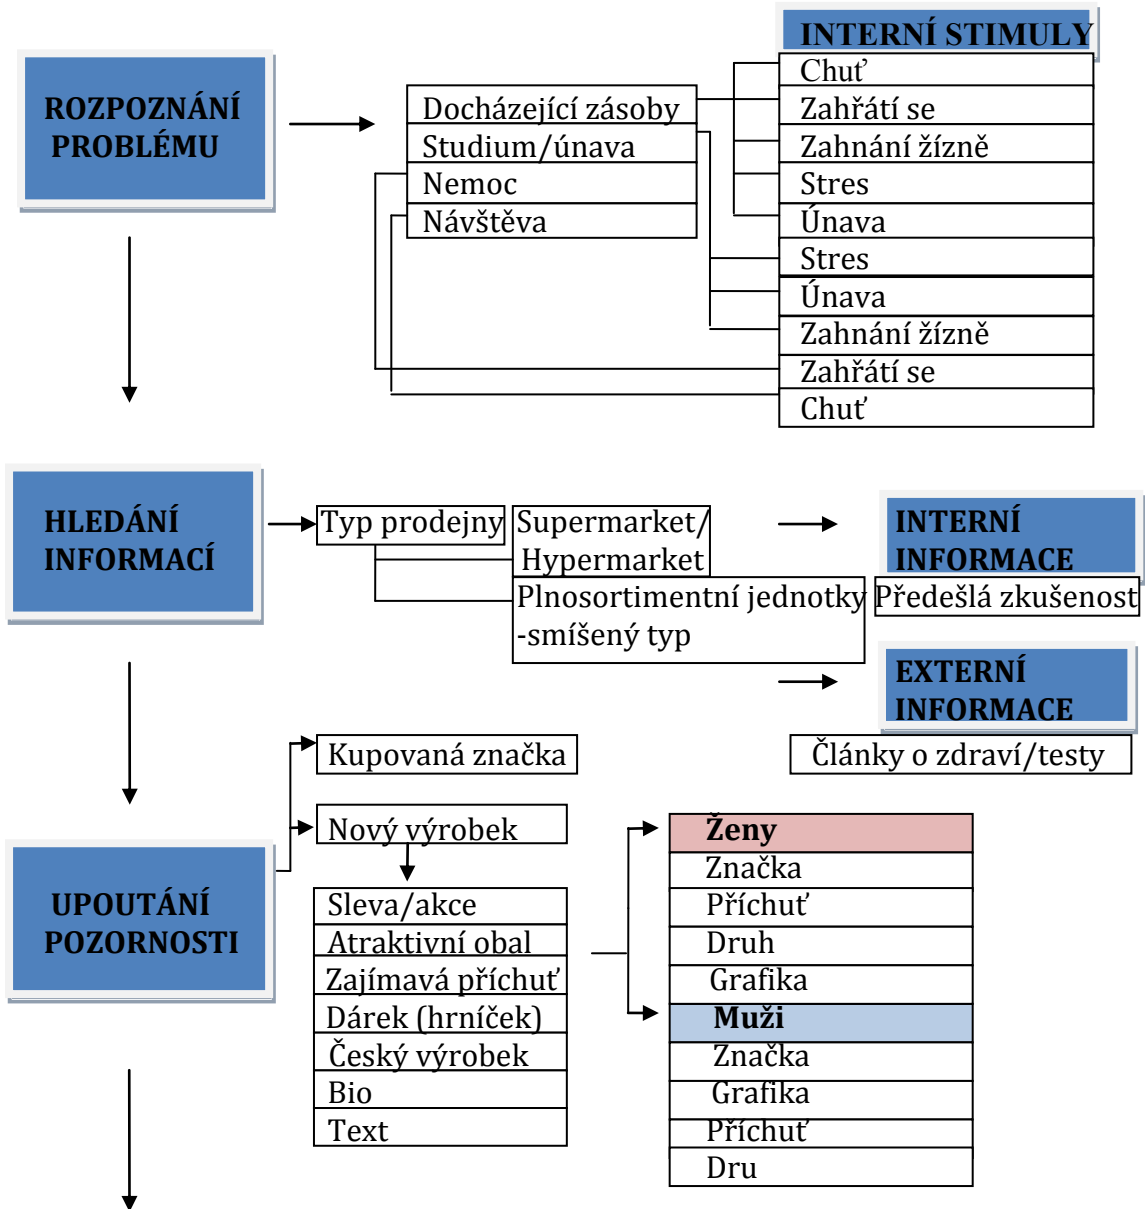 INTERNÍ STIMULY
ROZPOZNÁNÍ
PROBLÉMU
Docházející zásoby
Studium/únava
Nemoc
Návštěva
Chuť
Zahřátí se
Zahnání žízně
Stres
Únava
Stres
Únava
Zahnání žízně
Zahřátí se
Chuť
HLEDÁNÍ
INFORMACÍ
Typ prodejny
Supermarket/
Hypermarket
Plnosortimentní jednotky
-smíšený typ
INTERNÍ
INFORMACE
Předešlá zkušenost
EXTERNÍ
INFORMACE
Články o zdraví/testy
UPOUTÁNÍ
POZORNOSTI
Kupovaná značka
Nový výrobek
Sleva/akce
Atraktivní obal
Zajímavá příchuť
Dárek (hrníček)
Český výrobek
Bio
Text
Ženy
Značka
Příchuť
Druh
Grafika
Muži
Značka
Grafika
Příchuť
Dru